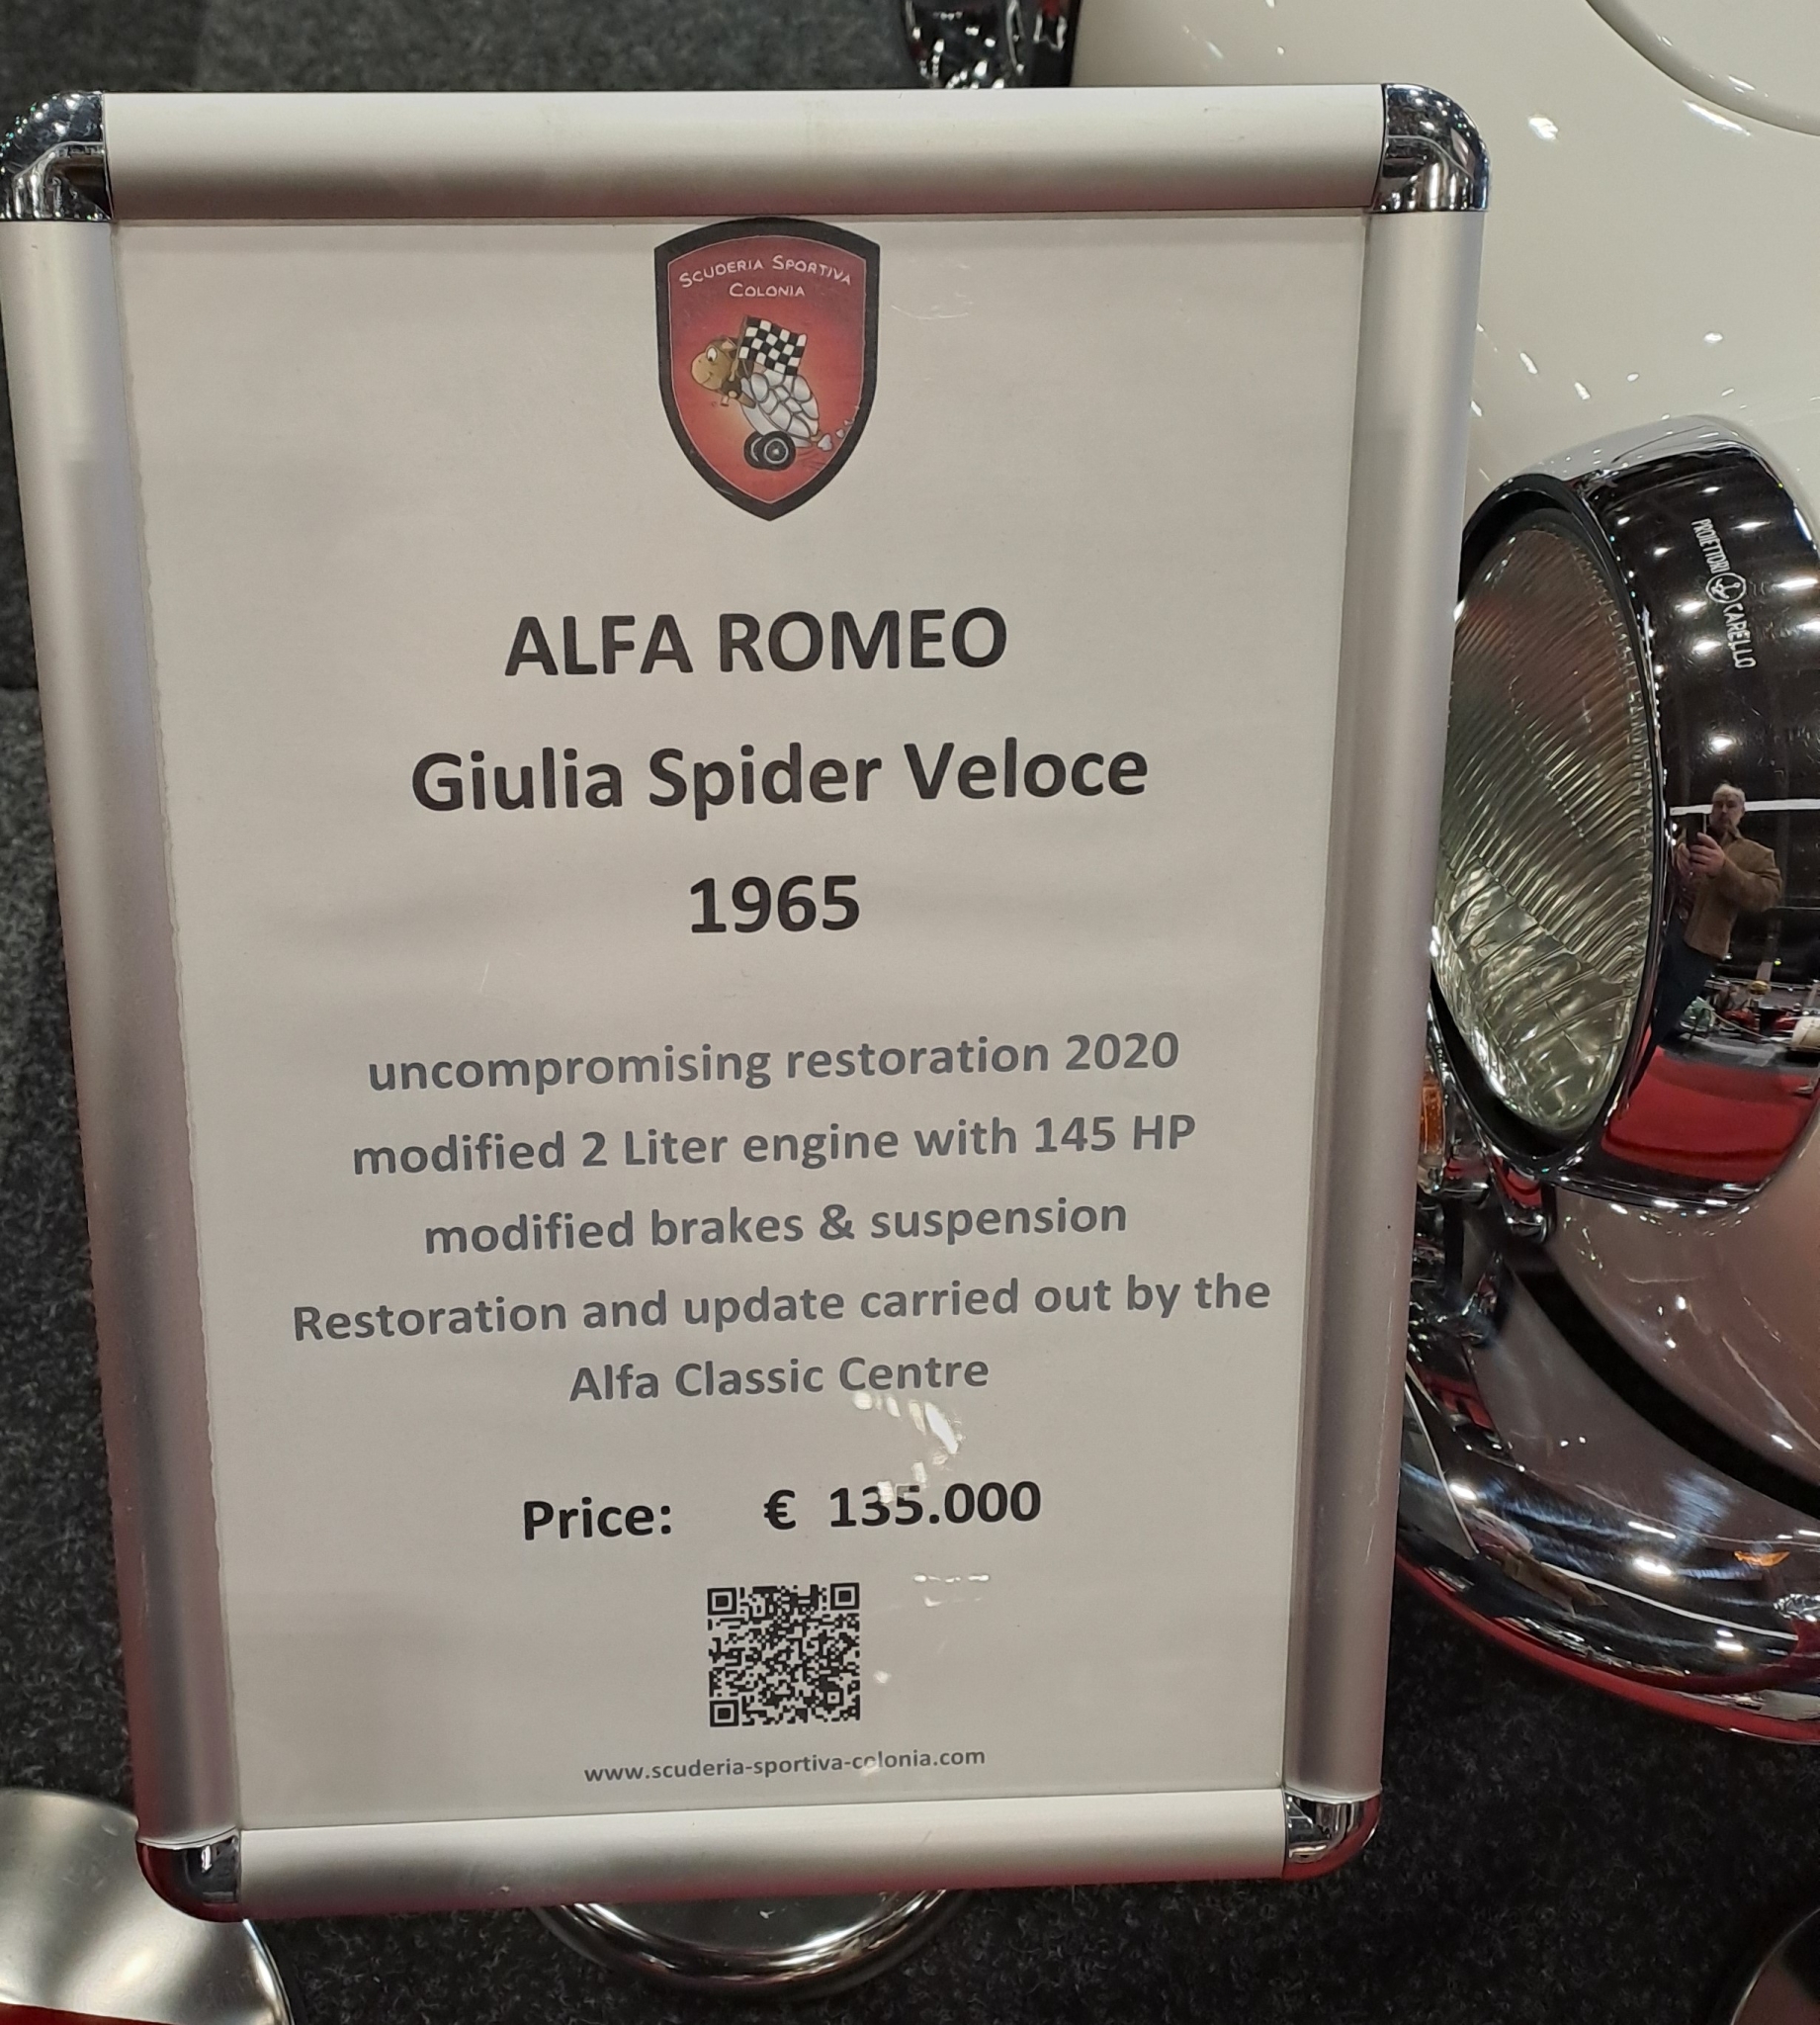 SCUDERIA SPORTIVA
COLONIA
ALFA ROMEO
Giulia Spider Veloce
1965
uncompromising restoration 2020
modified 2 Liter engine with 145 HP
modified brakes & suspension
Restoration and update carried out by the
Alfa Classic Centre
Price: € 135.000
www.scuderia-sportiva-colonia.com
PROIETTORI CARELLO